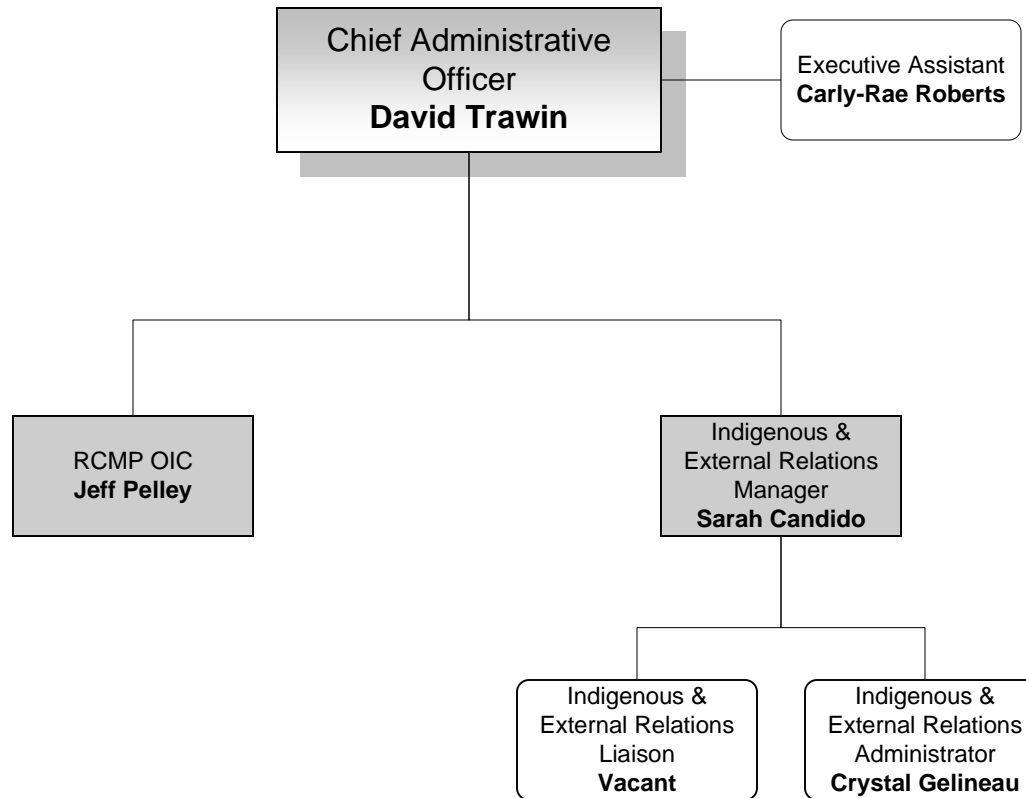 Chief Administrative
Officer
David Trawin
Executive Assistant
Carly-Rae Roberts
RCMP OIC
Jeff Pelley
Indigenous &
External Relations
Manager
Sarah Candido
Indigenous &
External Relations
Liaison
Vacant
Indigenous &
External Relations
Administrator
Crystal Gelineau